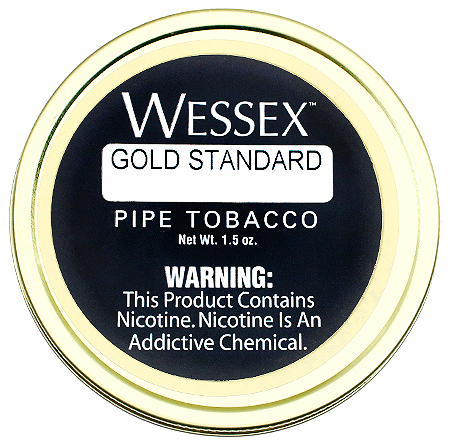 WESSEX™
GOLD STANDARD
PIPE TOBACCO
Net Wt. 1.5 oz.
WARNING:
This Product Contains
Nicotine. Nicotine Is An
Addictive Chemical.